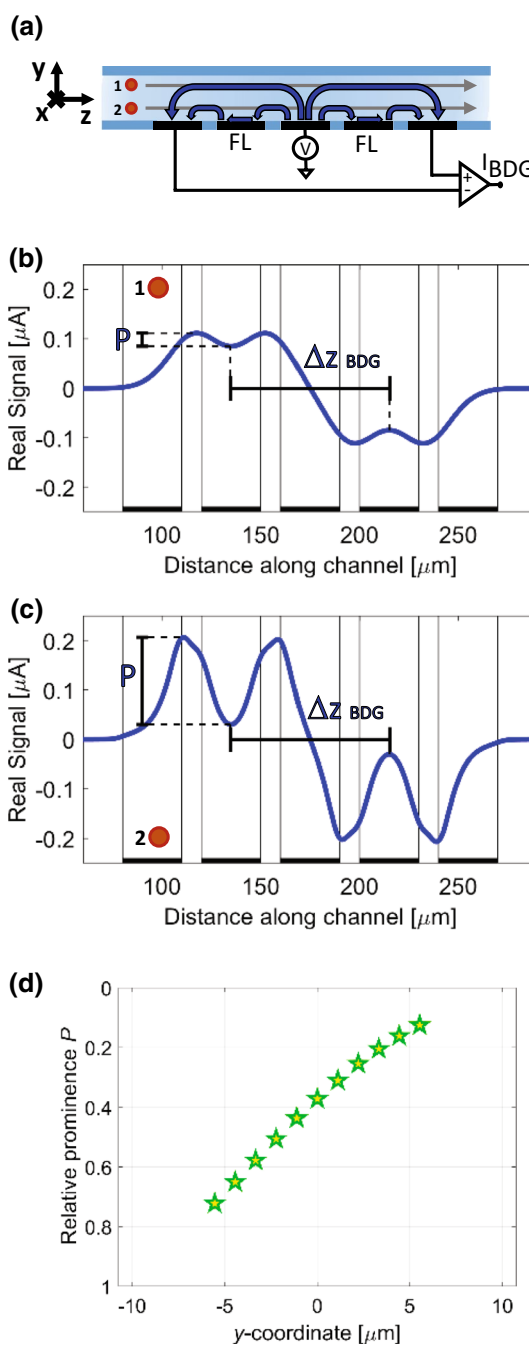 (a)
y
x
z
1
2
FL
FL
V
+
-
I BDG
(b)
1
P
Δz BDG
Real Signal [μA]
0.2
0.1
0
-0.1
-0.2
100
150
200
250
Distance along channel [μm]
(c)
P
Δz BDG
2
Real Signal [μA]
0.2
0.1
0
-0.1
-0.2
100
150
200
250
Distance along channel [μm]
(d)
Relative prominence P
0
0.2
0.4
0.6
0.8
1
-10
-5
0
5
10
y-coordinate [μm]